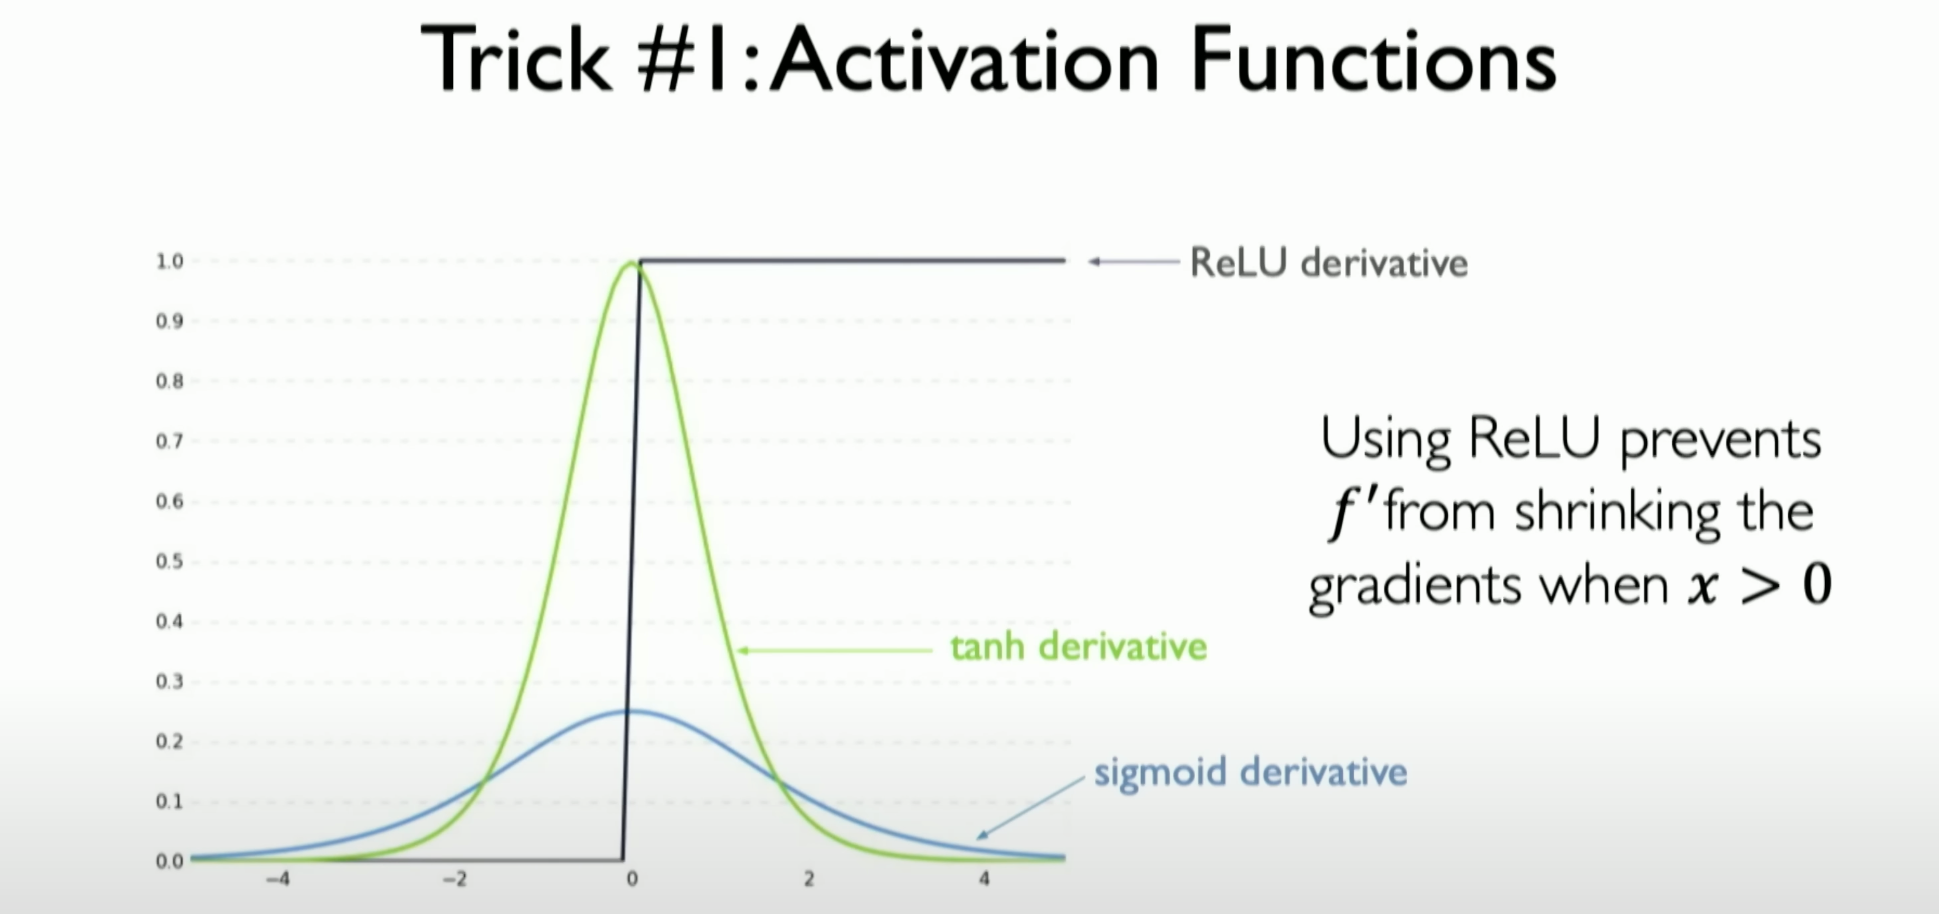 Trick #1: Activation Functions
1.0
ReLU derivative
0.9
0.8
0.7
Using ReLU prevents
0.6
f′ from shrinking the
0.5
gradients when x > 0
0.4
tanh derivative
0.3
0.2
sigmoid derivative
0.1
0.0
−4 −2 0 2 4